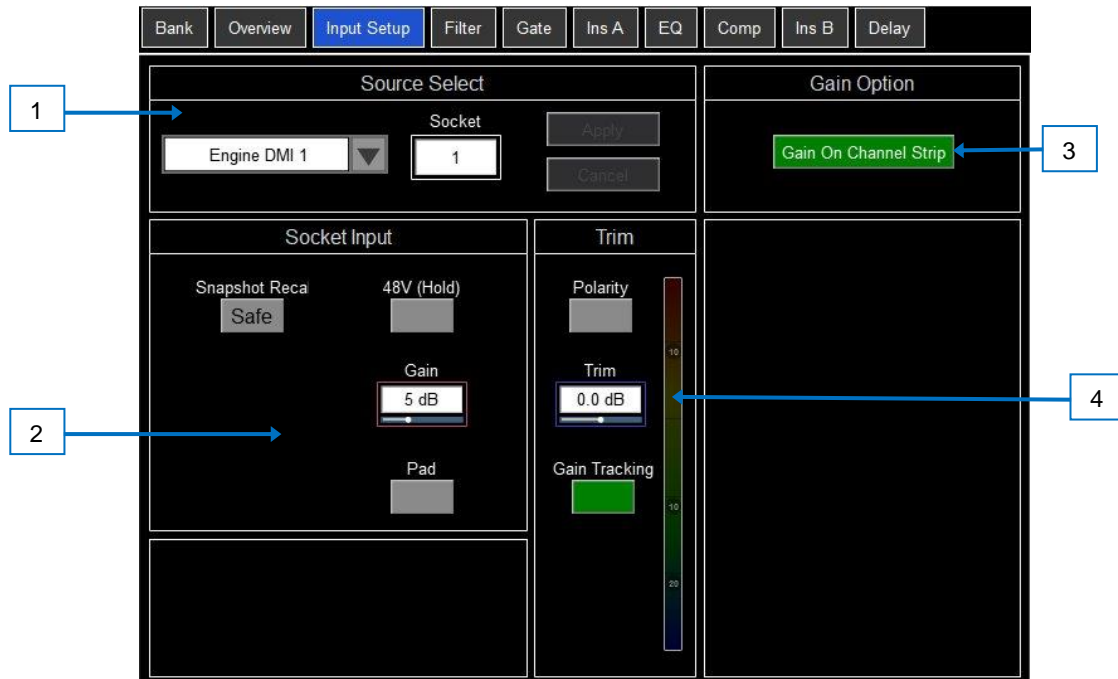 Bank Overview Input Setup Filter Gate Ins A EQ Comp Ins B Delay
Source Select
Gain Option
1
Socket
Engine DMI 1
1
Apply
Cancel
Gain On Channel Strip
3
Socket Input
Trim
Snapshot Reca
Safe
48V (Hold)
Polarity
10
Gain
5 dB
Trim
0.0 dB
4
2
Pad
Gain Tracking
10
20